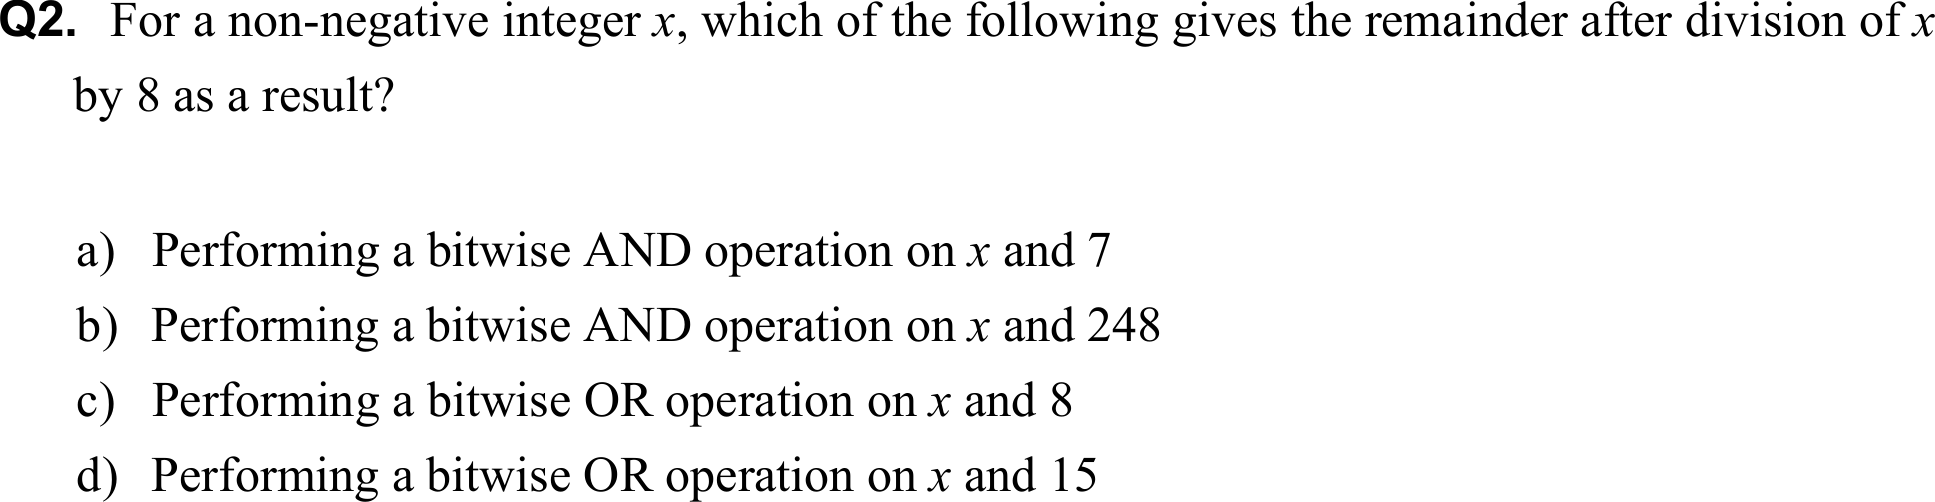 Q2. For a non-negative integer x, which of the following gives the remainder after division of x
by 8 as a result?
a) Performing a bitwise AND operation on x and 7
b) Performing a bitwise AND operation on x and 248
c) Performing a bitwise OR operation on x and 8
d) Performing a bitwise OR operation on x and 15